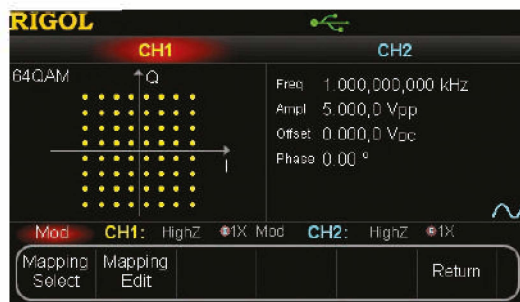 RIGOL
CH1
CH2
64QAM
Q
I
Freq 1.000,000,000 kHz
Ampl 5.000,0 Vpp
Offset 0.000,0 VDC
Phase 0.00 °
Mod CH1: HighZ 1X Mod CH2: HighZ 1X
Mapping Select
Mapping Edit
Return